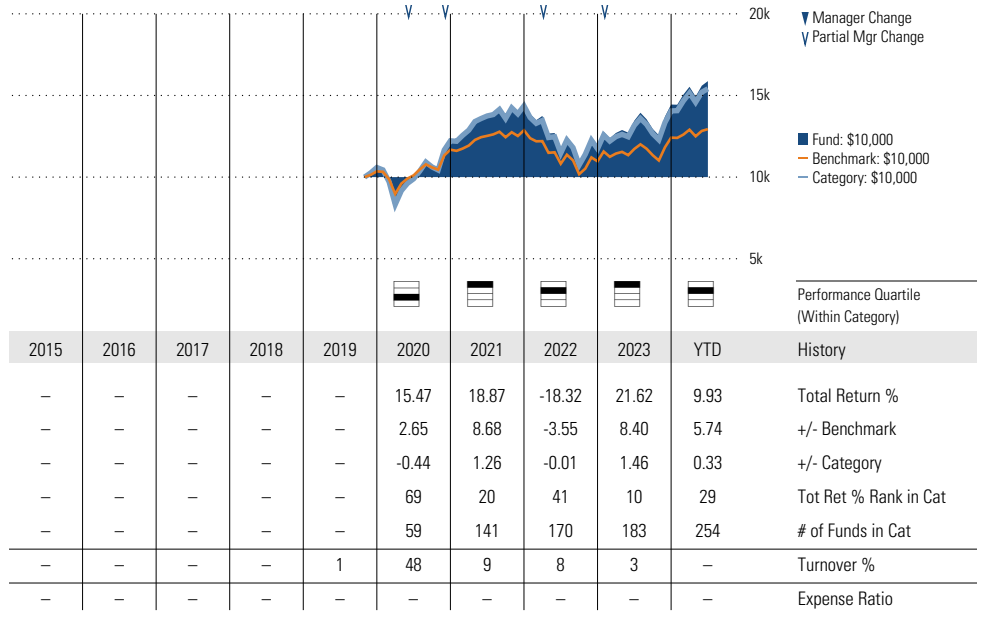 20k
Manager Change
Partial Mgr Change
15k
Fund: $10,000
Benchmark: $10,000
Category: $10,000
10k
5k
Performance Quartile
(Within Category)
2015 2016 2017 2018 2019 2020 2021 2022 2023 YTD History
– – – – – 15.47 18.87 -18.32 21.62 9.93 Total Return %
– – – – – 2.65 8.68 -3.55 8.40 5.74 +/- Benchmark
– – – – – -0.44 1.26 -0.01 1.46 0.33 +/- Category
– – – – – 69 20 41 10 29 Tot Ret % Rank in Cat
– – – – – 59 141 170 183 254 # of Funds in Cat
– – – – 1 48 9 8 3 – Turnover %
– – – – – – – – – – Expense Ratio